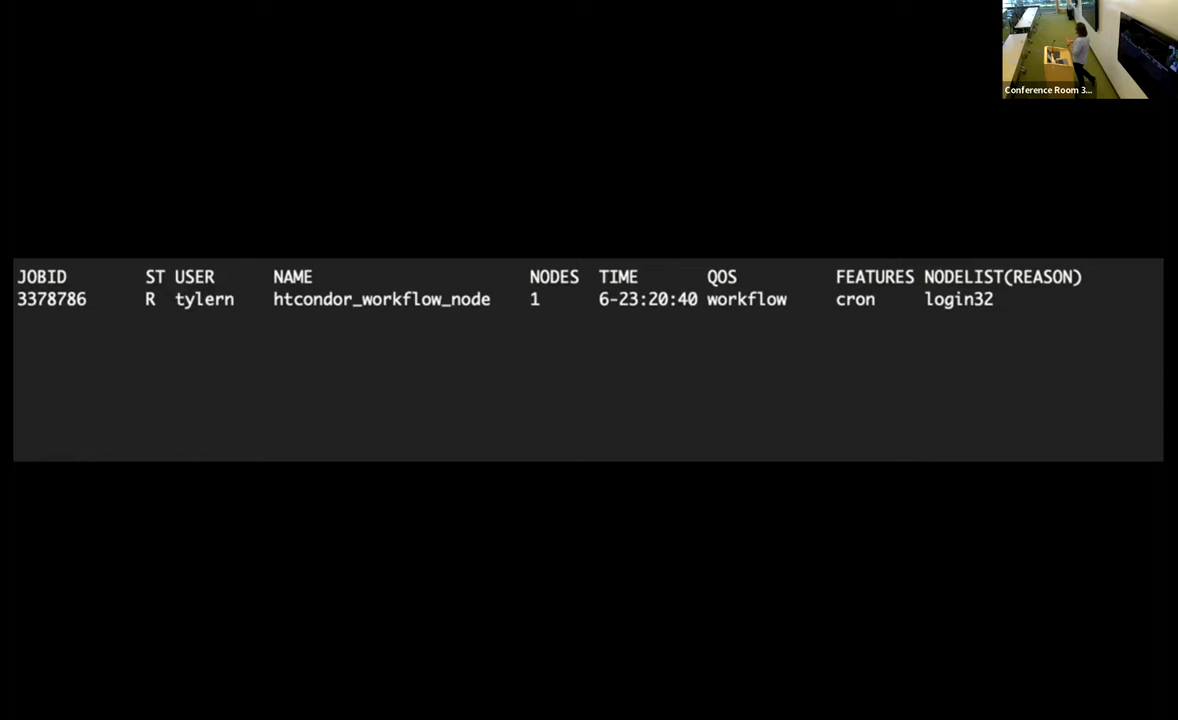 Conference Room 3...
JOBID ST USER NAME NODES TIME QOS FEATURES NODELIST(REASON)
3378786 R tylern htcondor_workflow_node 1 6-23:20:40 workflow cron login32